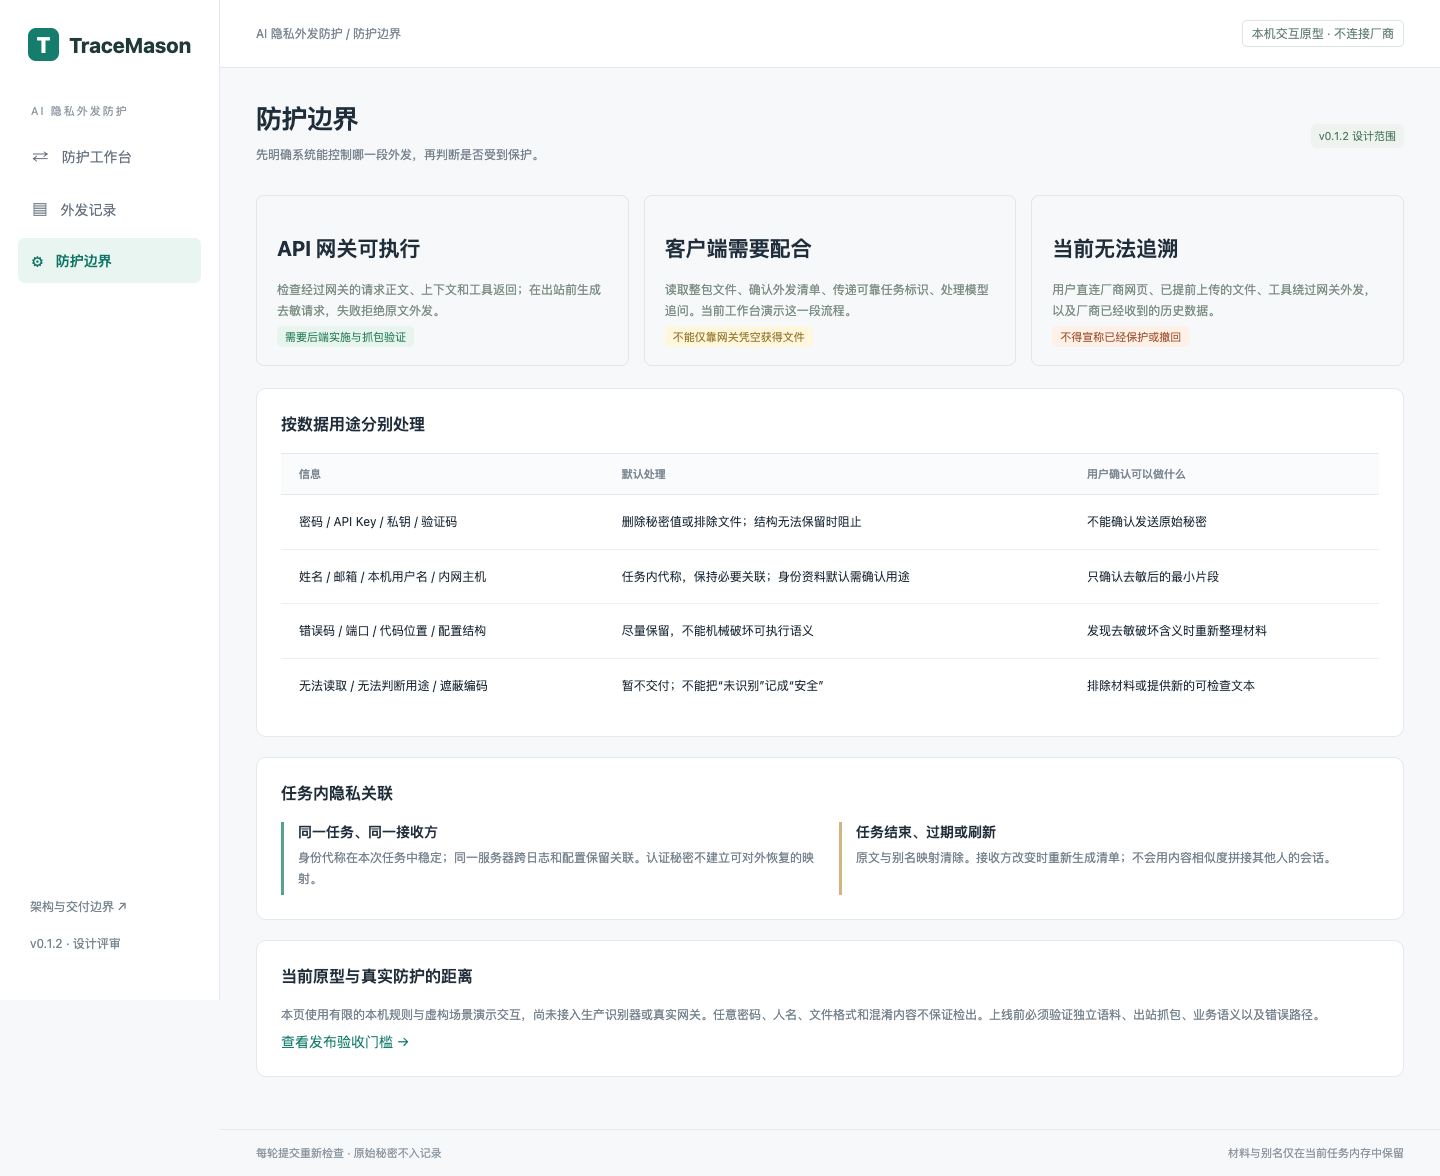 T TraceMason
AI 隐私外发防护
防护工作台
外发记录
防护边界
架构与交付边界 ↗
v0.1.2 · 设计评审
AI 隐私外发防护 / 防护边界
本机交互原型 · 不连接厂商
防护边界
先明确系统能控制哪一段外发，再判断是否受到保护。
v0.1.2 设计范围
API 网关可执行
检查经过网关的请求正文、上下文和工具返回；在出站前生成
去敏请求，失败拒绝原文外发。
需要后端实施与抓包验证
客户端需要配合
读取整包文件、确认外发清单、传递可靠任务标识、处理模型
追问。当前工作台演示这一段流程。
不能仅靠网关凭空获得文件
当前无法追溯
用户直连厂商网页、已提前上传的文件、工具绕过网关外发，
以及厂商已经收到的历史数据。
不得宣称已经保护或撤回
按数据用途分别处理
信息 默认处理 用户确认可以做什么
密码 / API Key / 私钥 / 验证码 删除秘密值或排除文件；结构无法保留时阻止 不能确认发送原始秘密
姓名 / 邮箱 / 本机用户名 / 内网主机 任务内代称，保持必要关联；身份资料默认需确认用途 只确认去敏后的最小片段
错误码 / 端口 / 代码位置 / 配置结构 尽量保留，不能机械破坏可执行语义 发现去敏破坏含义时重新整理材料
无法读取 / 无法判断用途 / 遮蔽编码 暂不交付；不能把“未识别”记成“安全” 排除材料或提供新的可检查文本
任务内隐私关联
同一任务、同一接收方
身份代称在本次任务中稳定；同一服务器跨日志和配置保留关联。认证秘密不建立可对外恢复的映
射。
任务结束、过期或刷新
原文与别名映射清除。接收方改变时重新生成清单；不会用内容相似度拼接其他人的会话。
当前原型与真实防护的距离
本页使用有限的本机规则与虚构场景演示交互，尚未接入生产识别器或真实网关。任意密码、人名、文件格式和混淆内容不保证检出。上线前必须验证独立语料、出站抓包、业务语义以及错误路径。
查看发布验收门槛 →
每轮提交重新检查 · 原始秘密不入记录
材料与别名仅在当前任务内存中保留